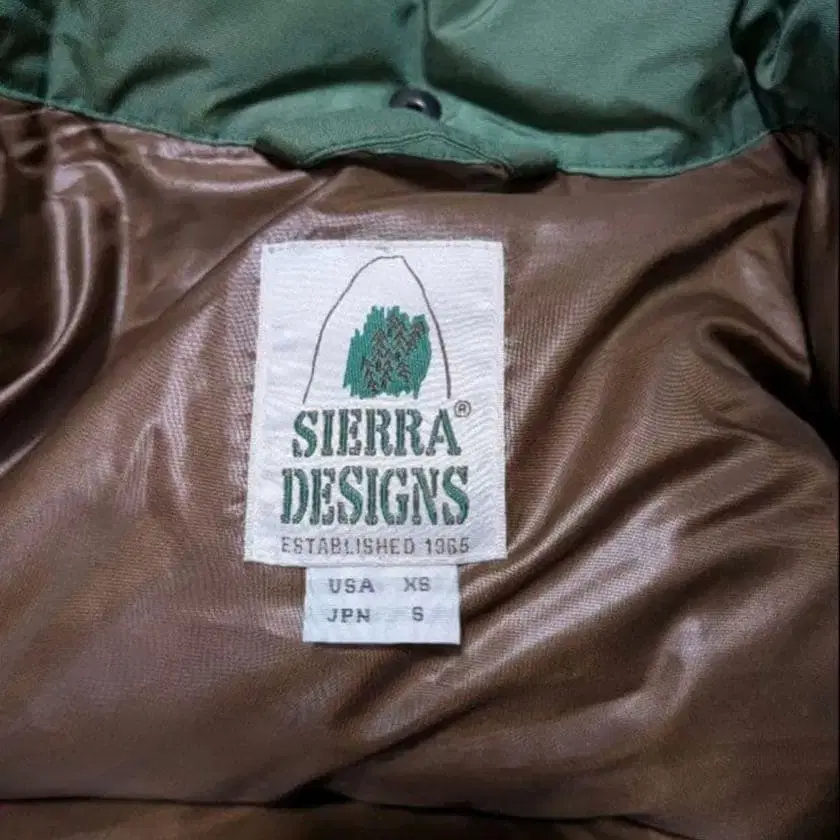 SIERRA®
DESIGNS
ESTABLISHED 1965
USA XS
JPN S